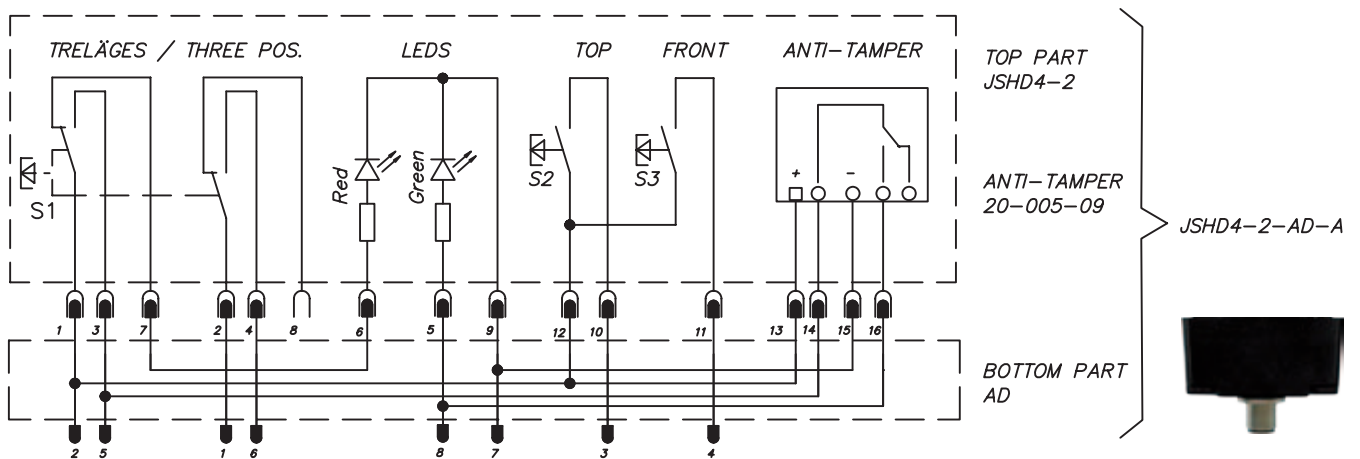 TRELÄGES / THREE POS. LEDS TOP FRONT ANTI-TAMPER
TOP PART
JSHD4-2
Red
Green
S1
S2
S3
+ -
ANTI-TAMPER
20-005-09
JSHD4-2-AD-A
1 3 7 2 4 8 6 5 9 12 10 11 13 14 15 16
BOTTOM PART
AD
2 5 1 6 8 7 3 4